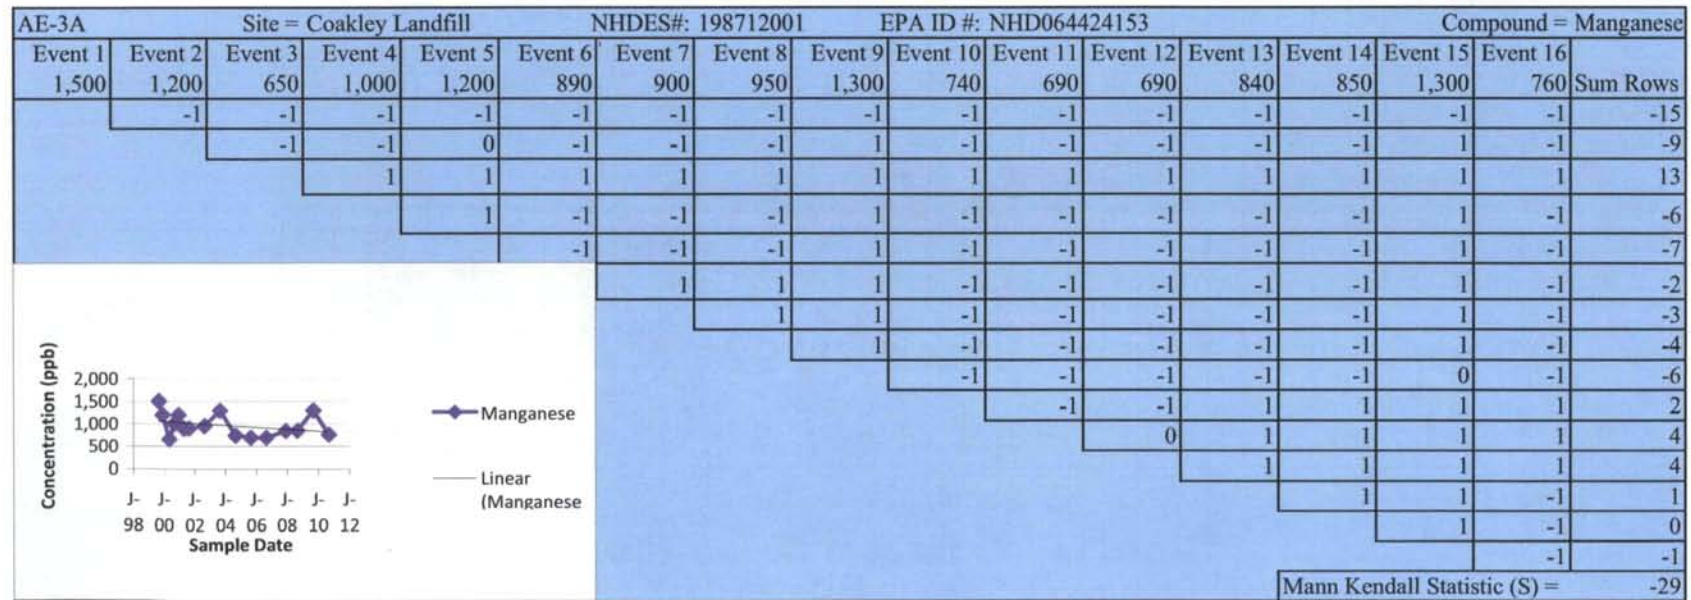 AE-3A Site = Coakley Landfill NHDES#: 198712001 EPA ID #: NHD064424153 Compound = Manganese
Event 1 Event 2 Event 3 Event 4 Event 5 Event 6 Event 7 Event 8 Event 9 Event 10 Event 11 Event 12 Event 13 Event 14 Event 15 Event 16
1,500 1,200 650 1,000 1,200 890 900 950 1,300 740 690 690 840 850 1,300 760 Sum Rows
-1 -1 -1 -1 -1 -1 -1 -1 -1 -1 -1 -1 -1 -1 -1 -15
-1 -1 0 -1 -1 -1 1 -1 -1 -1 -1 -1 1 -1 -9
1 1 1 1 1 1 1 1 1 1 1 1 1 13
1 -1 -1 -1 1 -1 -1 -1 -1 -1 1 -1 -6
-1 -1 -1 1 -1 -1 -1 -1 -1 1 -1 -7
1 1 1 -1 -1 -1 -1 -1 1 -1 -2
1 1 -1 -1 -1 -1 -1 1 -1 -3
1 -1 -1 -1 -1 -1 1 -1 -4
-1 -1 -1 -1 -1 0 -1 -6
-1 -1 1 1 1 1 2
0 1 1 1 1 4
1 1 1 1 4
1 1 -1 1
1 -1 0
-1 -1
Mann Kendall Statistic (S) = -29
Concentration (ppb)
2,000
1,500
1,000
500
0
J- J- J- J- J- J- J- J-
98 00 02 04 06 08 10 12
Sample Date
Manganese
Linear
(Manganese